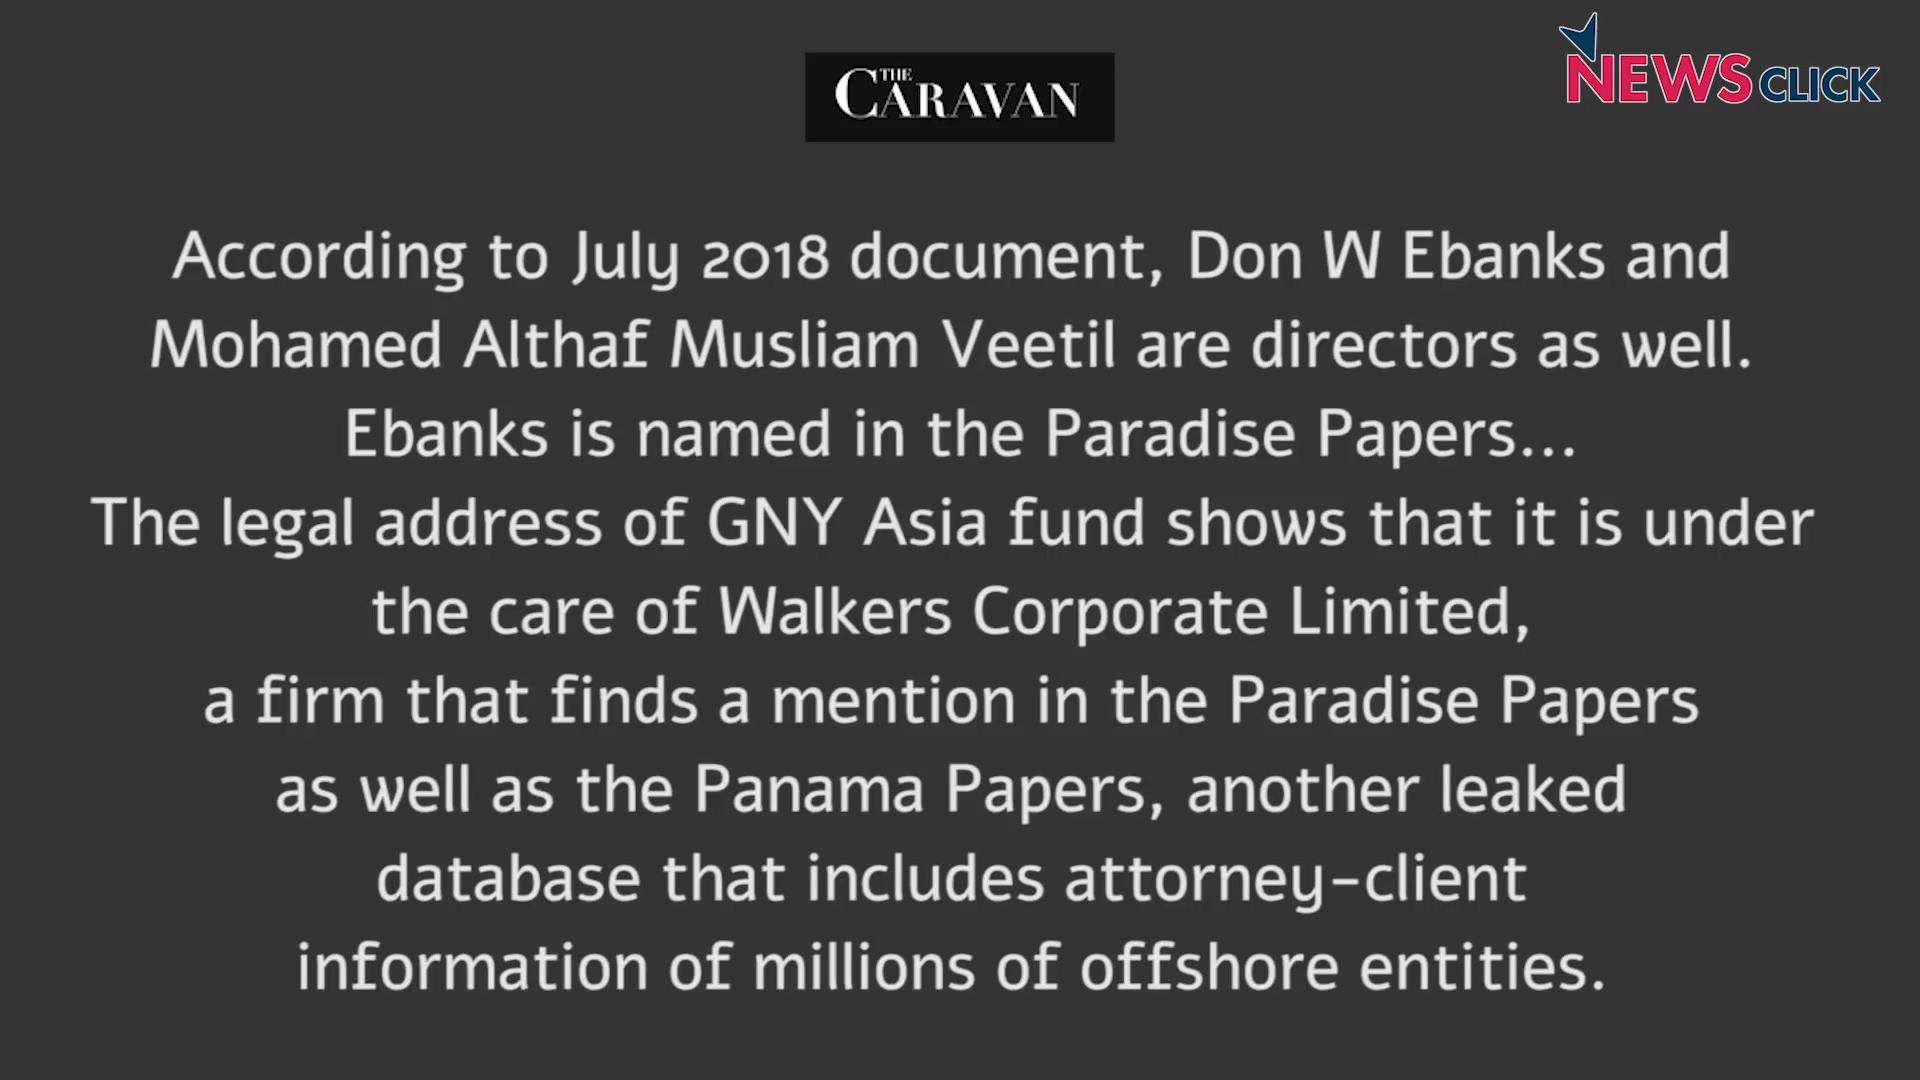 THE CARAVAN
NEWSCLICK
According to July 2018 document, Don W Ebanks and
Mohamed Althaf Musliam Veetil are directors as well.
Ebanks is named in the Paradise Papers...
The legal address of GNY Asia fund shows that it is under
the care of Walkers Corporate Limited,
a firm that finds a mention in the Paradise Papers
as well as the Panama Papers, another leaked
database that includes attorney-client
information of millions of offshore entities.